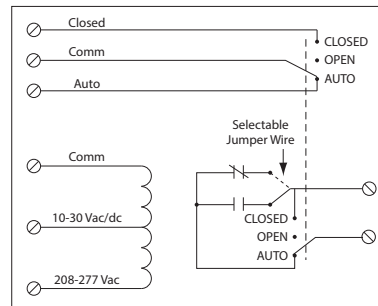 Closed
CLOSED
Comm
OPEN
AUTO
Auto
Selectable
Jumper Wire
Comm
10-30 Vac/dc
CLOSED
OPEN
AUTO
208-277 Vac